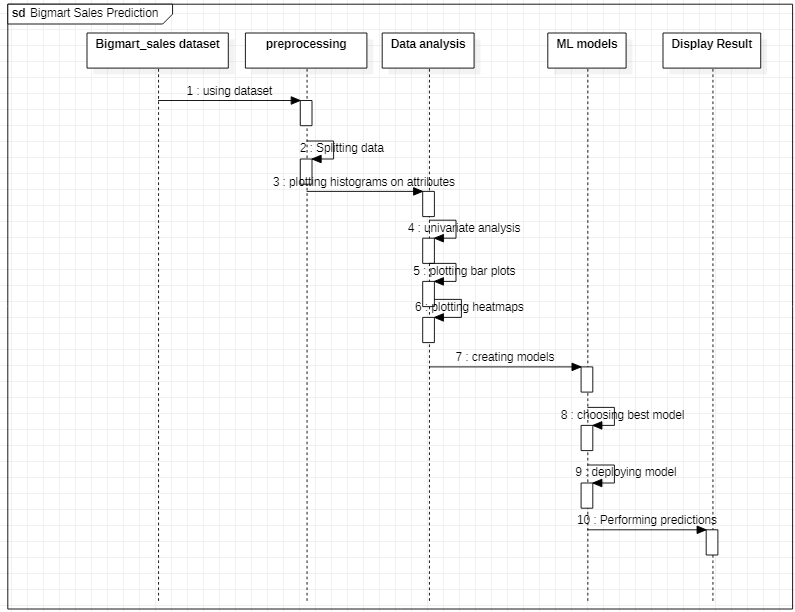 sd Bigmart Sales Prediction
Bigmart_sales dataset
preprocessing
Data analysis
ML models
Display Result
1 : using dataset
2 : Splitting data
3 : plotting histograms on attributes
4 : univariate analysis
5 : plotting bar plots
6 : plotting heatmaps
7 : creating models
8 : choosing best model
9 : deploying model
10 : Performing predictions